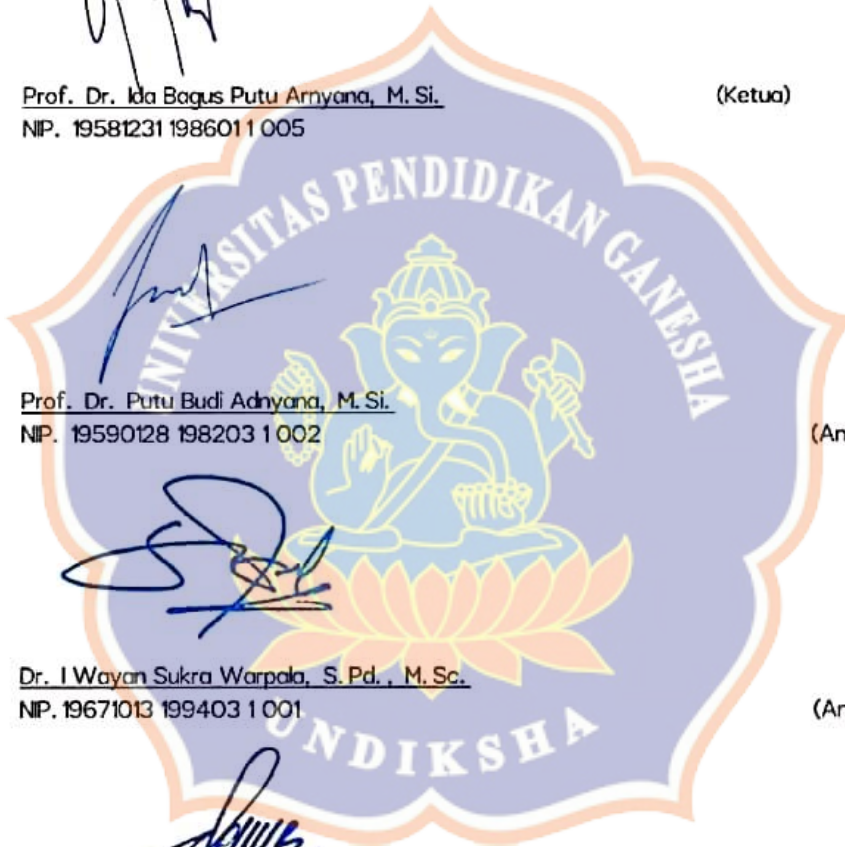 Prof. Dr. Ida Bagus Putu Arnyana, M. Si. (Ketua)
NIP. 19581231 198601 1 005
UNIVERSITAS PENDIDIKAN GANESHA
Prof. Dr. Putu Budi Adnyana, M. Si.
NIP. 19590128 198203 1 002 (An
Dr. I Wayan Sukra Warpala, S. Pd. , M. Sc.
NIP. 19671013 199403 1 001 (An
UNDIKSHA